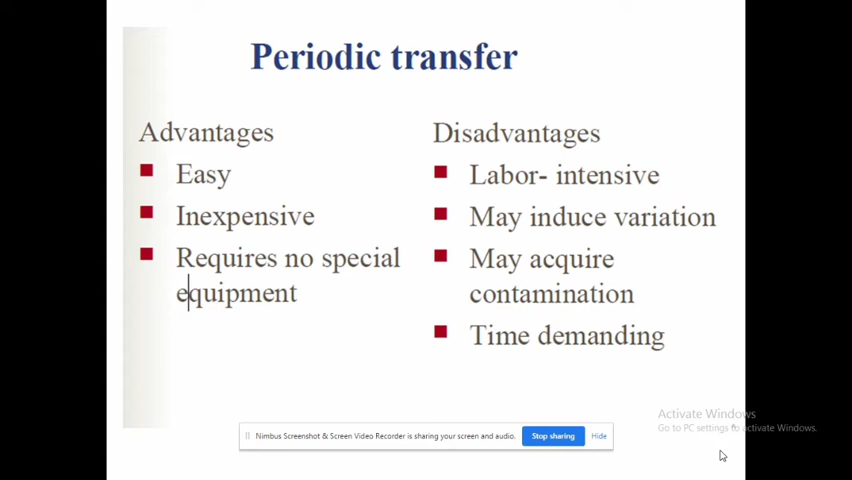 Periodic transfer
Advantages
Easy
Inexpensive
Requires no special
equipment
Disadvantages
Labor- intensive
May induce variation
May acquire
contamination
Time demanding
Activate Windows
Go to PC settings to activate Windows.
Nimbus Screenshot & Screen Video Recorder is sharing your screen and audio.
Stop sharing
Hide